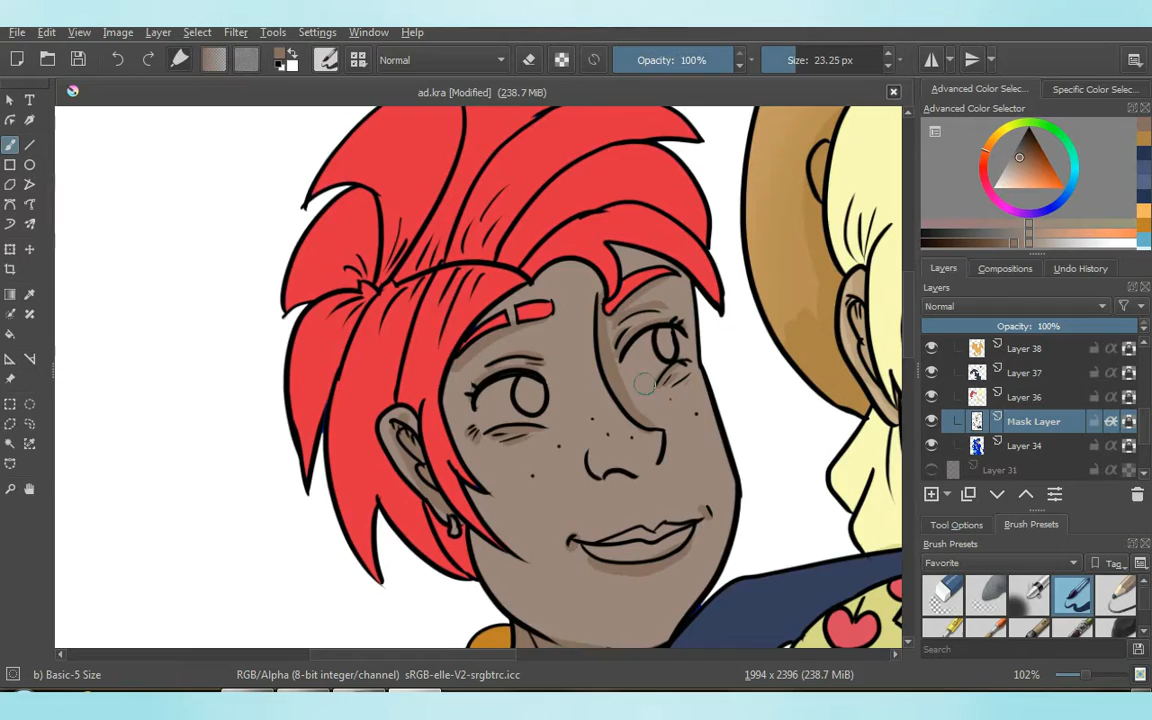 File Edit View Image Layer Select Filter Tools Settings Window Help
Normal Opacity: 100% Size: 23.25 px
ad.kra [Modified] (238.7 MiB)
Advanced Color Selec... Specific Color Selec...
Advanced Color Selector
Layers Compositions Undo History
Layers
Normal
Opacity: 100%
Layer 38
Layer 37
Layer 36
Mask Layer
Layer 34
Layer 31
Tool Options Brush Presets
Brush Presets
Favorite Tag
Search
b) Basic-5 Size RGB/Alpha (8-bit integer/channel) sRGB-elle-V2-srgbtrc.icc 1994 x 2396 (238.7 MiB) 102%